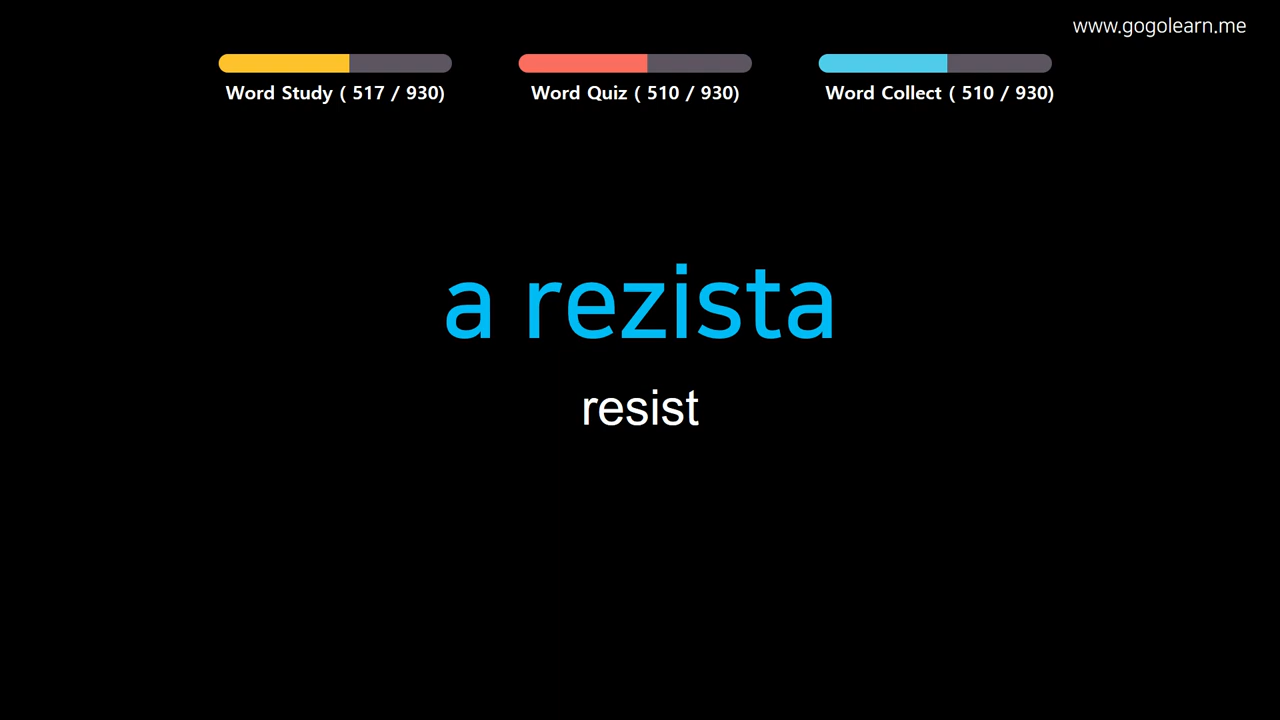 www.gogolearn.me
Word Study ( 517 / 930)
Word Quiz ( 510 / 930)
Word Collect ( 510 / 930)
a rezista
resist